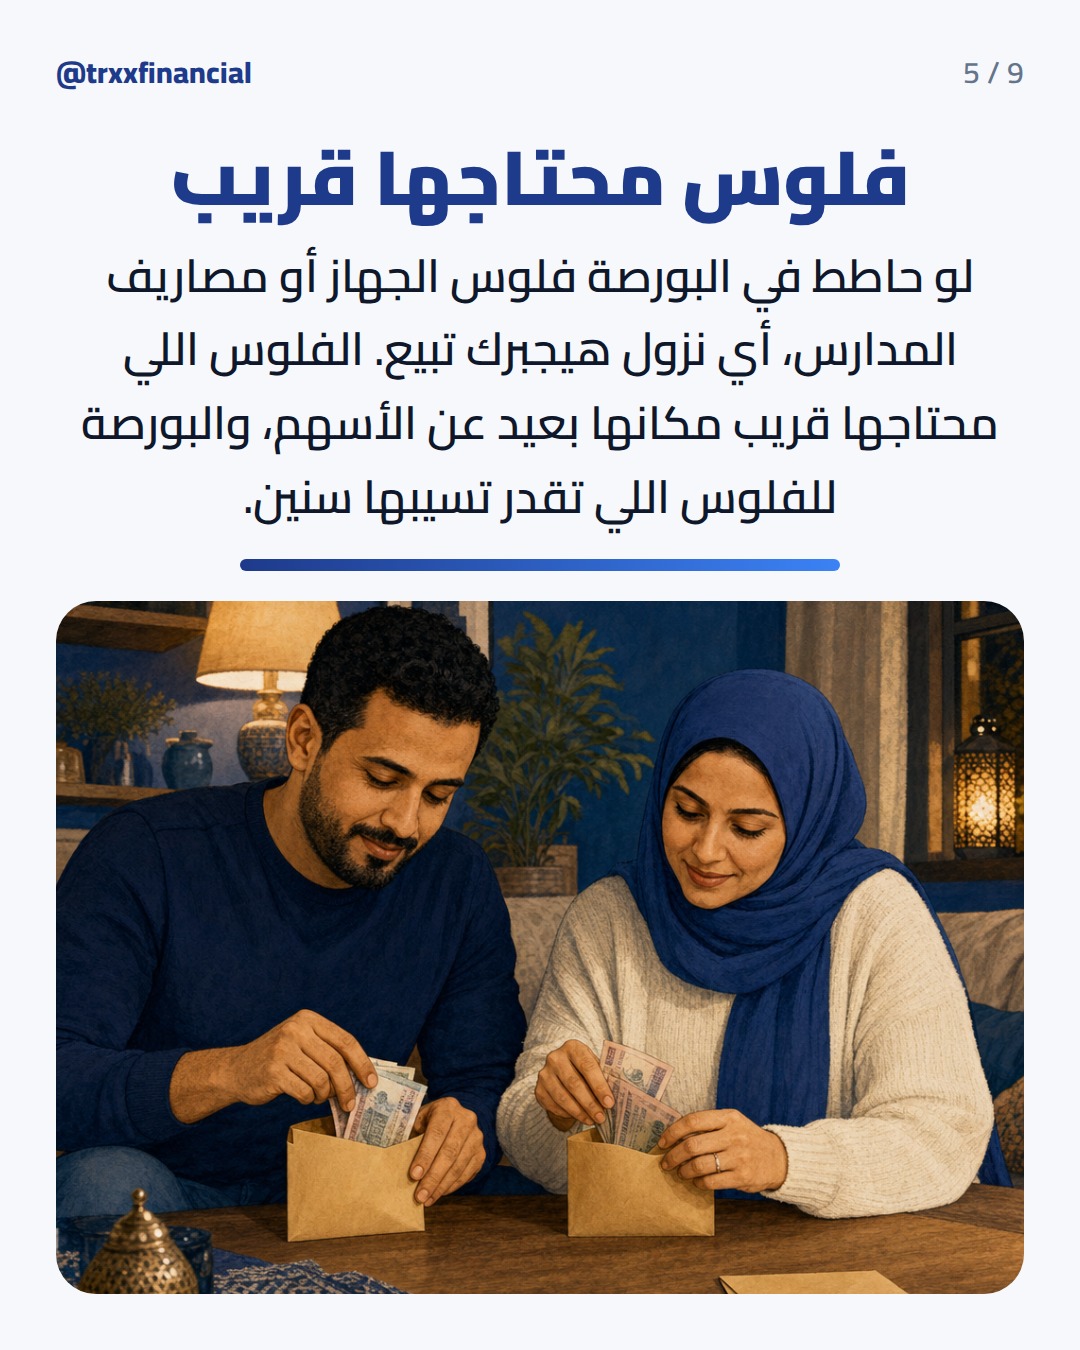 @trxxfinancial
5 / 9
فلوس محتاجها قريب
لو حاطط في البورصة فلوس الجهاز أو مصاريف
المدارس، أي نزول هيجبرك تبيع. الفلوس اللي
محتاجها قريب مكانها بعيد عن الأسهم، والبورصة
للفلوس اللي تقدر تسيبها سنين.